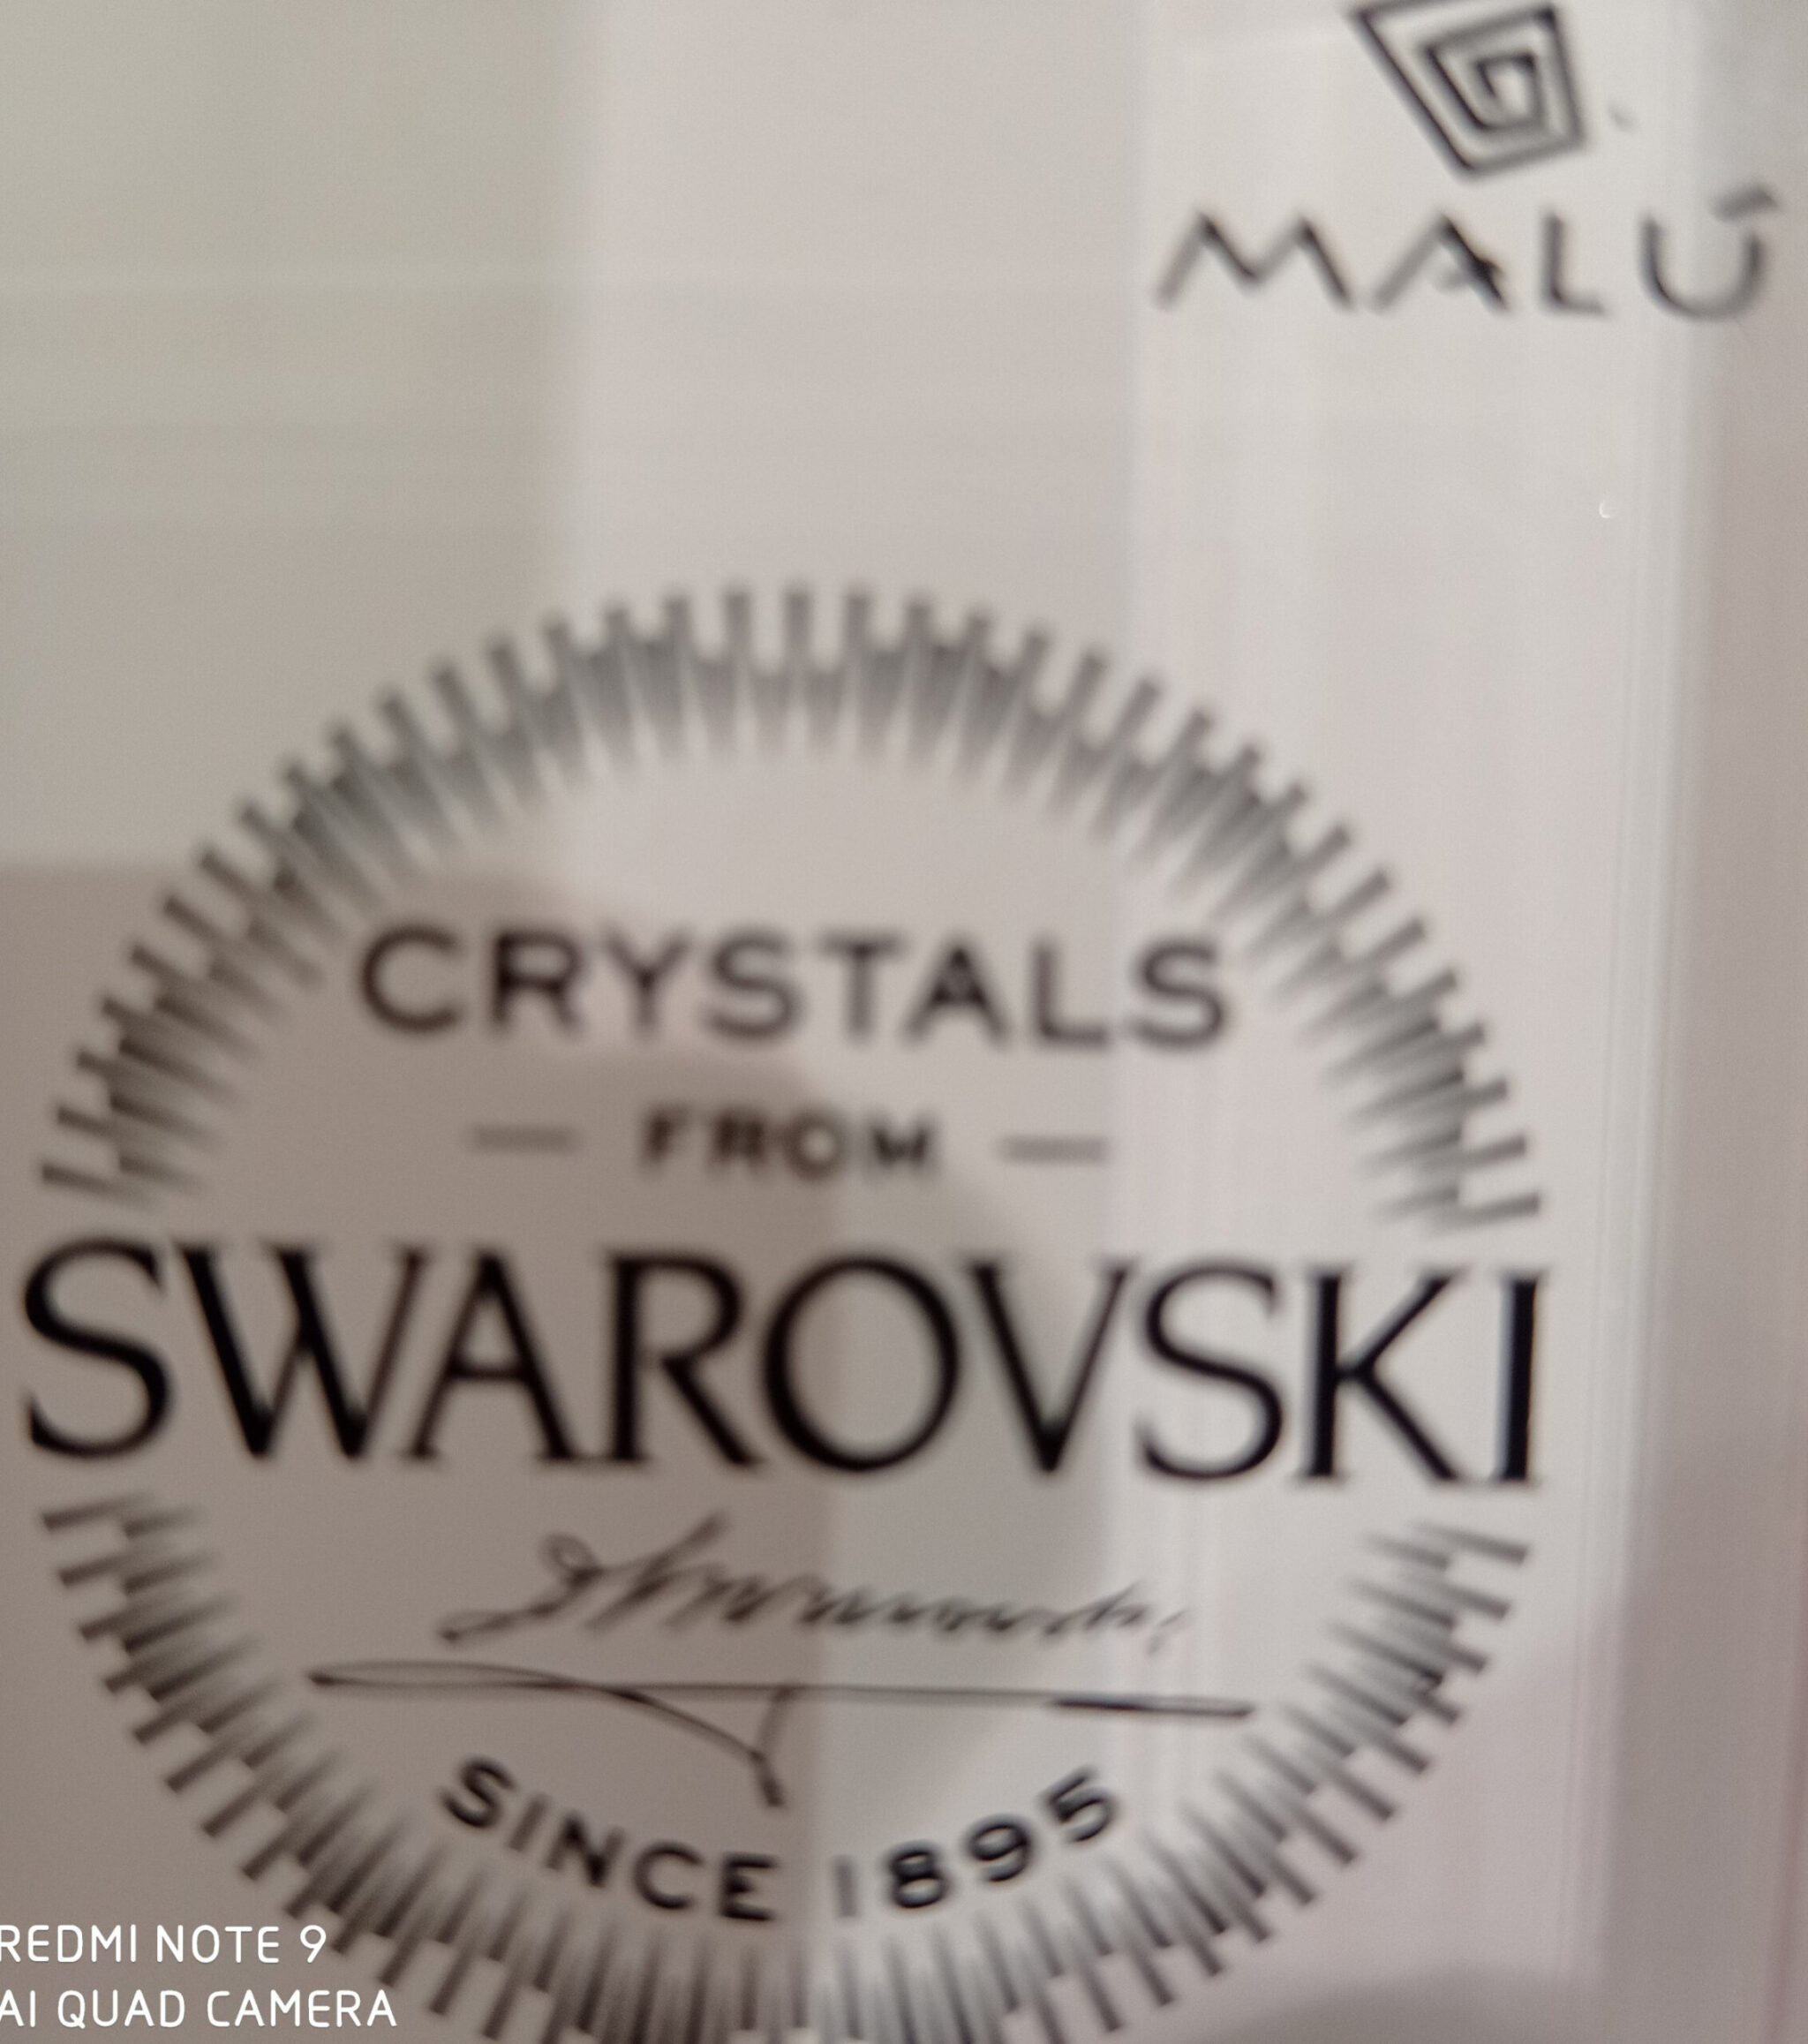 MALÚ
CRYSTALS
— FROM —
SWAROVSKI
SINCE 1895
REDMI NOTE 9
AI QUAD CAMERA